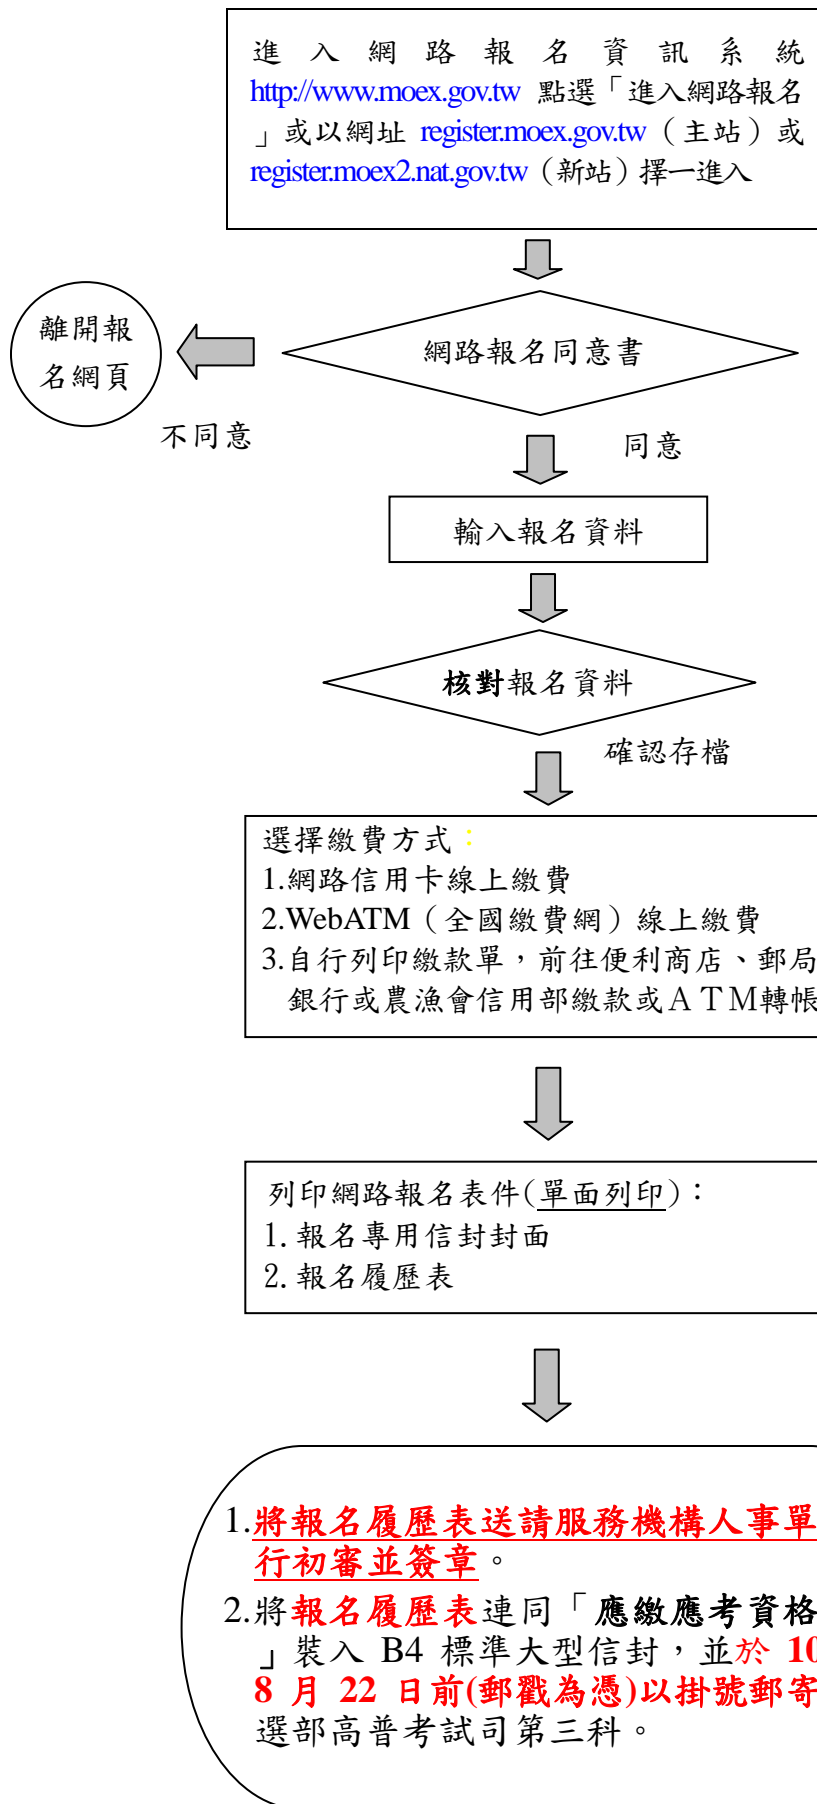 進入網路報名資訊系統
http://www.moex.gov.tw 點選「進入網路報名
」或以網址 register.moex.gov.tw（主站）或
register.moex2.nat.gov.tw（新站）擇一進入
網路報名同意書
離開報
名網頁
不同意
同意
輸入報名資料
核對報名資料
確認存檔
選擇繳費方式：
1.網路信用卡線上繳費
2.WebATM（全國繳費網）線上繳費
3.自行列印繳款單，前往便利商店、郵局
銀行或農漁會信用部繳款或ＡＴＭ轉帳
列印網路報名表件(單面列印)：
1.報名專用信封封面
2.報名履歷表
1.將報名履歷表送請服務機構人事單
行初審並簽章。
2.將報名履歷表連同「應繳應考資格
」裝入 B4 標準大型信封，並於 10
8 月 22 日前(郵戳為憑)以掛號郵寄
選部高普考試司第三科。